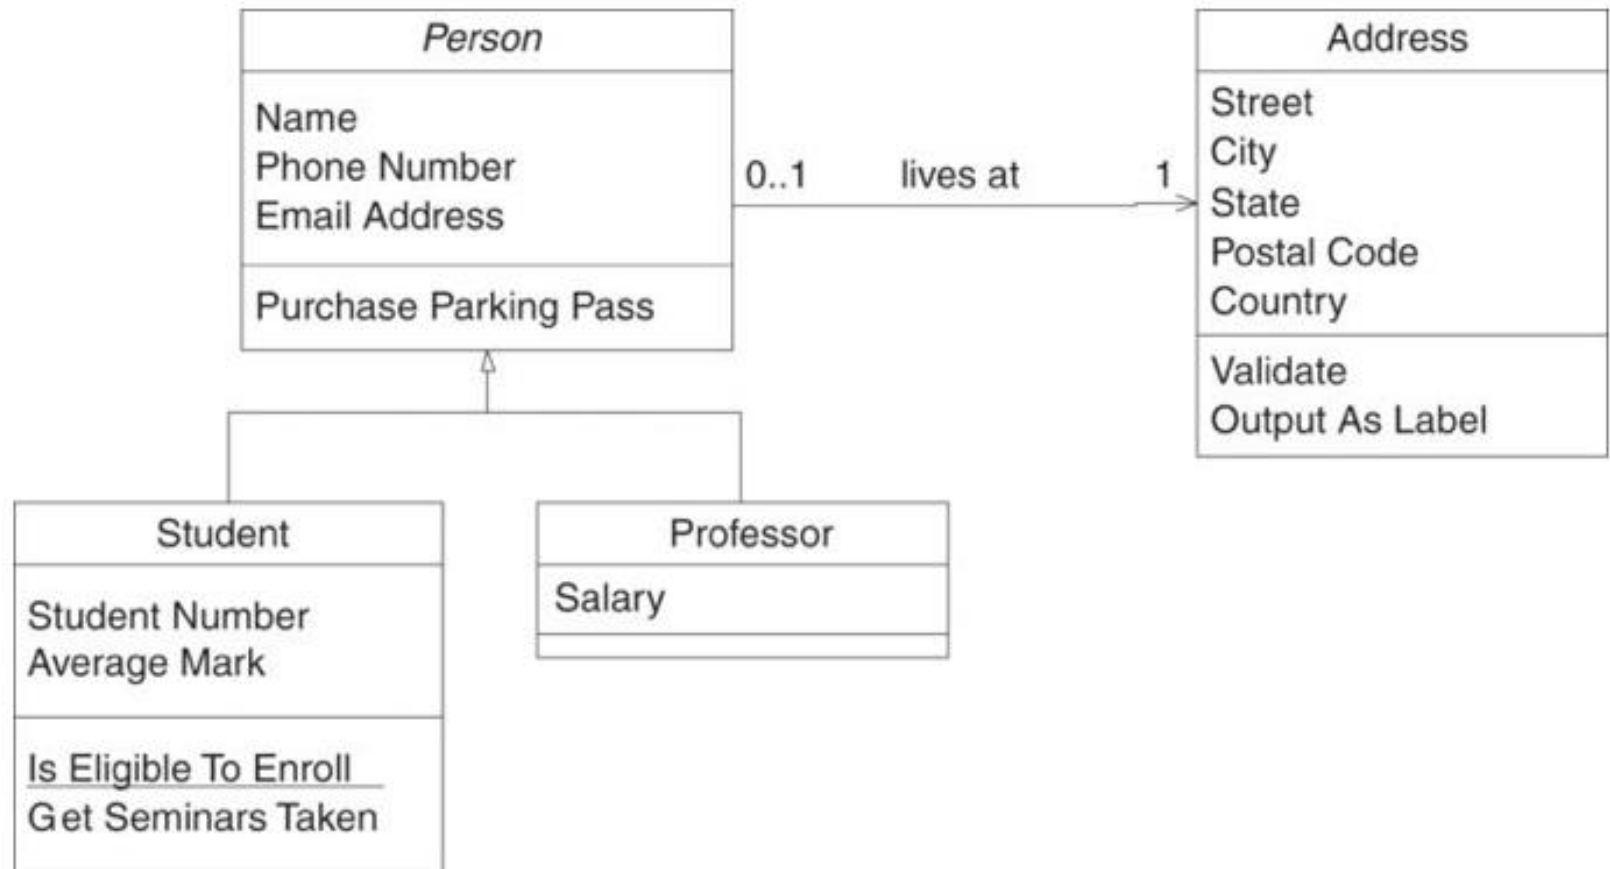 Person
Name
Phone Number
Email Address
Purchase Parking Pass
0..1 lives at 1
Address
Street
City
State
Postal Code
Country
Validate
Output As Label
Student
Student Number
Average Mark
Is Eligible To Enroll
Get Seminars Taken
Professor
Salary